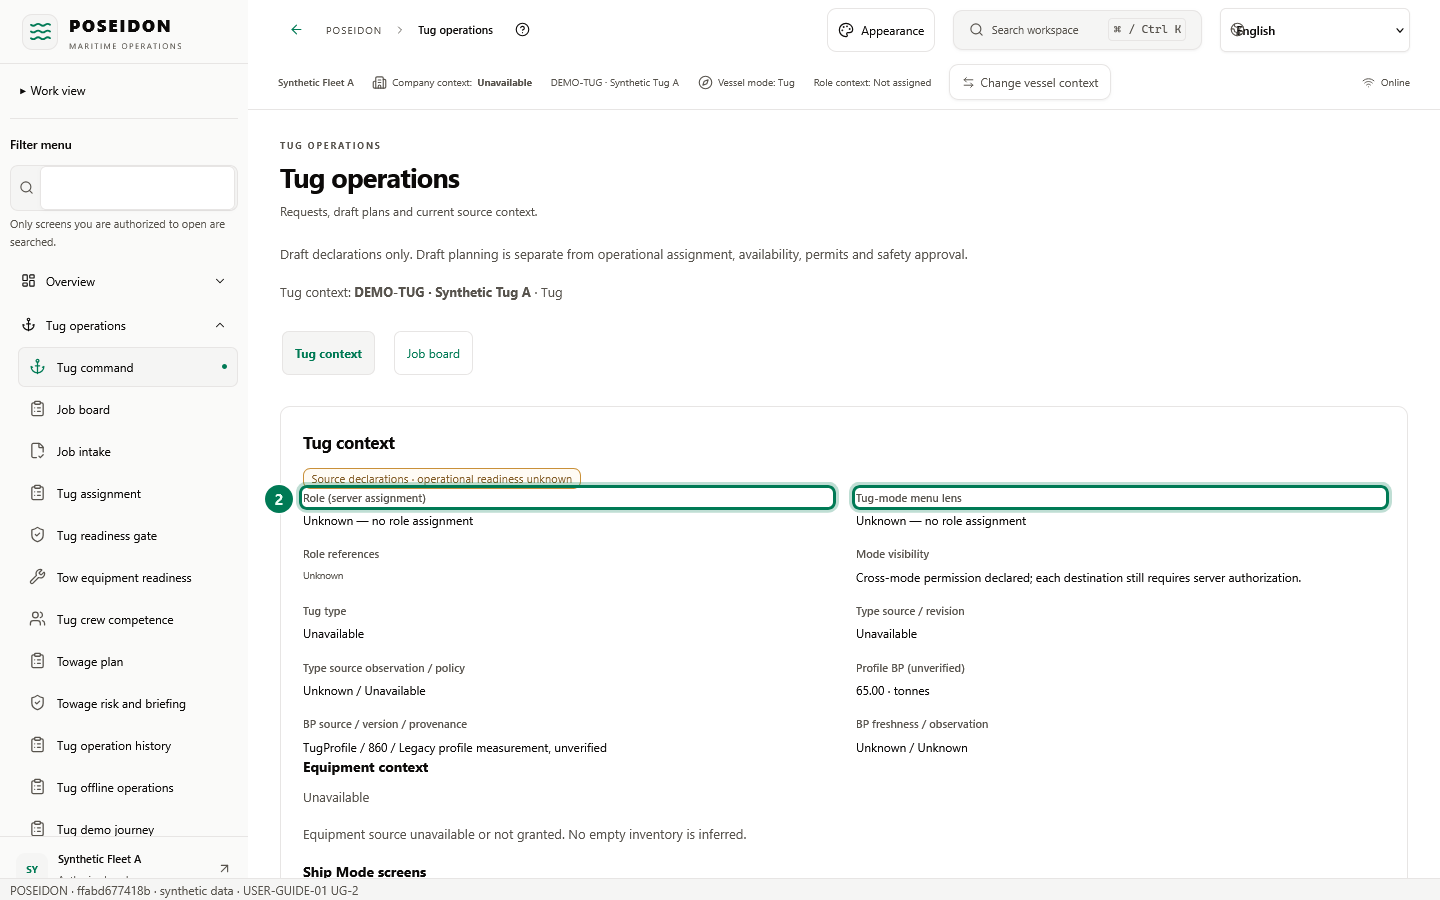 POSEIDON
MARITIME OPERATIONS
Work view
Filter menu
Only screens you are authorized to open are
searched.
Overview
Tug operations
Tug command
Job board
Job intake
Tug assignment
Tug readiness gate
Tow equipment readiness
Tug crew competence
Towage plan
Towage risk and briefing
Tug operation history
Tug offline operations
Tug demo journey
SY
Synthetic Fleet A
POSEIDON
Tug operations
Appearance
Search workspace
⌘ / Ctrl K
English
Synthetic Fleet A
Company context: Unavailable
DEMO-TUG · Synthetic Tug A
Vessel mode: Tug
Role context: Not assigned
Change vessel context
Online
TUG OPERATIONS
Tug operations
Requests, draft plans and current source context.
Draft declarations only. Draft planning is separate from operational assignment, availability, permits and safety approval.
Tug context: DEMO-TUG · Synthetic Tug A · Tug
Tug context
Job board
Tug context
Source declarations · operational readiness unknown
2
Role (server assignment)
Unknown — no role assignment
Tug-mode menu lens
Unknown — no role assignment
Role references
Unknown
Mode visibility
Cross-mode permission declared; each destination still requires server authorization.
Tug type
Unavailable
Type source / revision
Unavailable
Type source observation / policy
Unknown / Unavailable
Profile BP (unverified)
65.00 · tonnes
BP source / version / provenance
TugProfile / 860 / Legacy profile measurement, unverified
BP freshness / observation
Unknown / Unknown
Equipment context
Unavailable
Equipment source unavailable or not granted. No empty inventory is inferred.
Ship Mode screens
POSEIDON · ffabd677418b · synthetic data · USER-GUIDE-01 UG-2